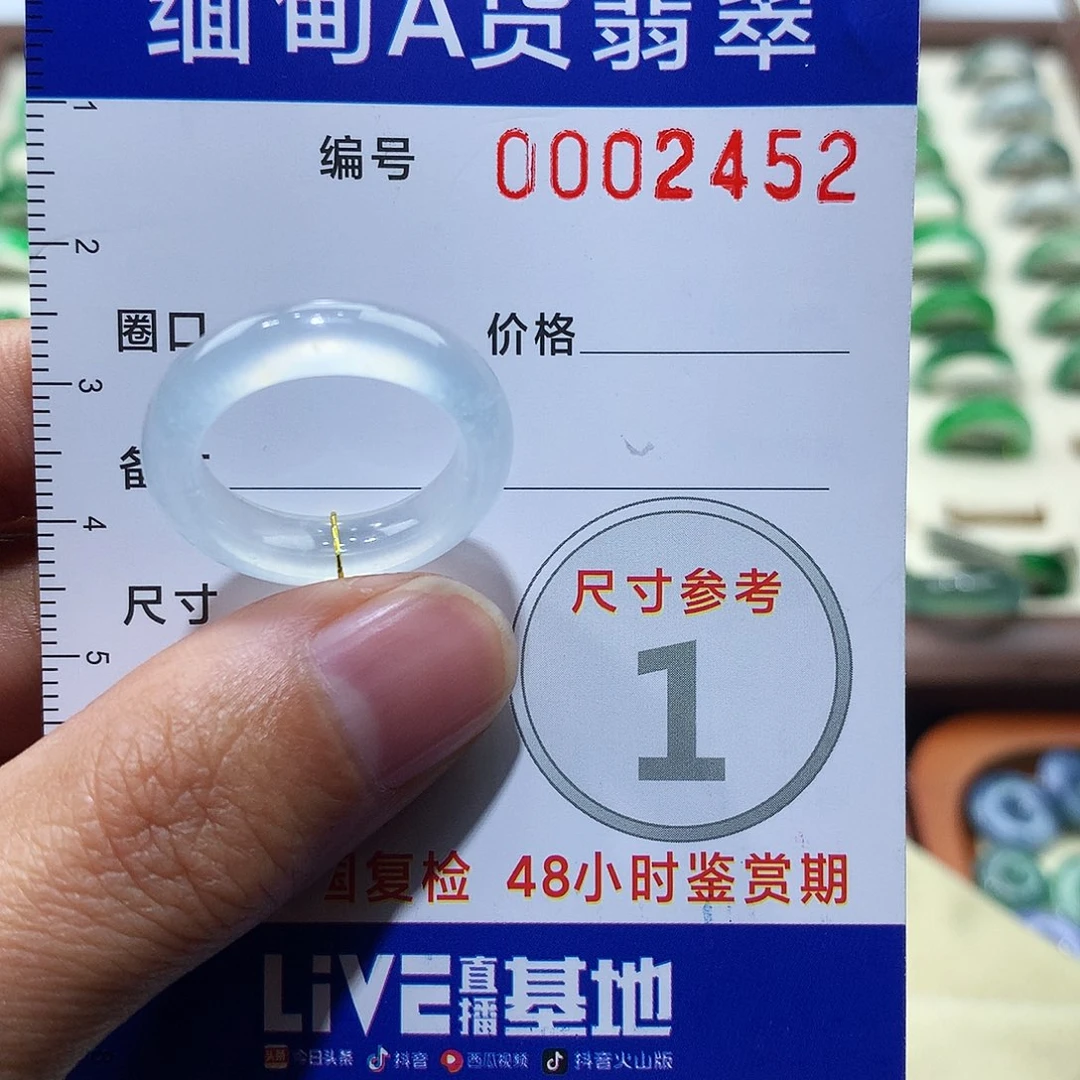 缅甸A货翡翠
编号 0002452
圈口 价格
尺寸
尺寸参考
1
国复检 48小时鉴赏期
LiVE直播基地
今日头条 抖音 西瓜视频 抖音火山版
1
2
3
4
5